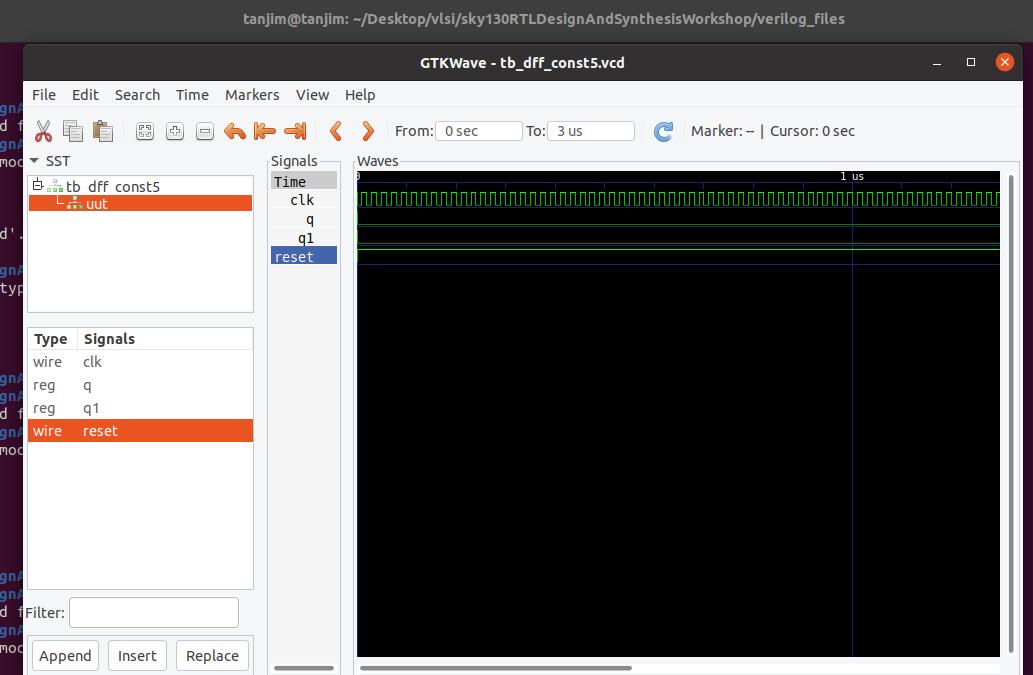 tanjim@tanjim: ~/Desktop/vlsi/sky130RTLDesignAndSynthesisWorkshop/verilog_files
GTKWave - tb_dff_const5.vcd
File Edit Search Time Markers View Help
From: 0 sec To: 3 us Marker: -- | Cursor: 0 sec
SST
tb_dff_const5
uut
Type Signals
wire clk
reg q
reg q1
wire reset
Filter:
Append Insert Replace
Signals
Time
clk
q
q1
reset
Waves
0 1 us